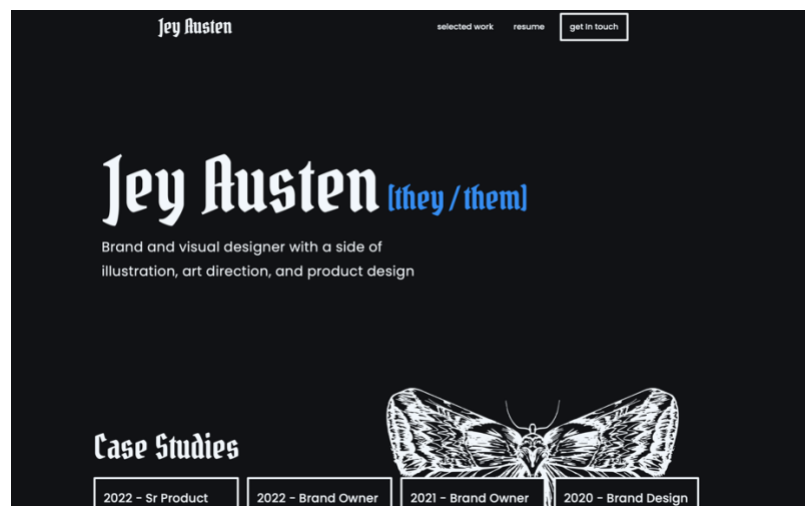 Jey Austen
selected work
resume
get in touch
Jey Austen [they / them]
Brand and visual designer with a side of
illustration, art direction, and product design
Case Studies
2022 - Sr Product
2022 - Brand Owner
2021 - Brand Owner
2020 - Brand Design